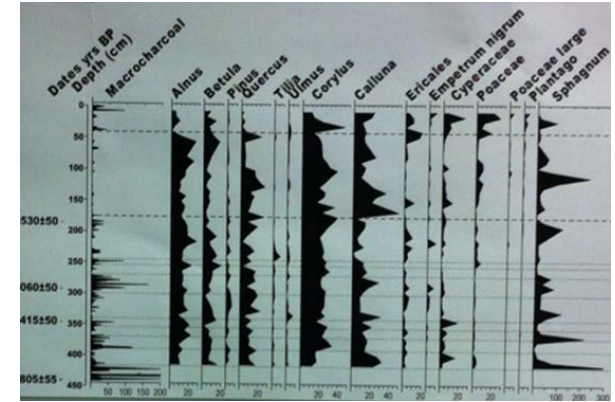 Dates yrs BP
Depth (cm)
Macrocharcoal
Alnus
Betula
Pinus
Quercus
Tilia
Ulmus
Corylus
Calluna
Ericales
Empetrum nigrum
Cyperaceae
Poaceae
Poaceae large
Plantago
Sphagnum
0
50
100
150
530±50
200
250
060±50
300
415±50
350
400
805±55
450
50 100 150 200
20
20
20
20 40
20 40
20
20
20
100 200 300